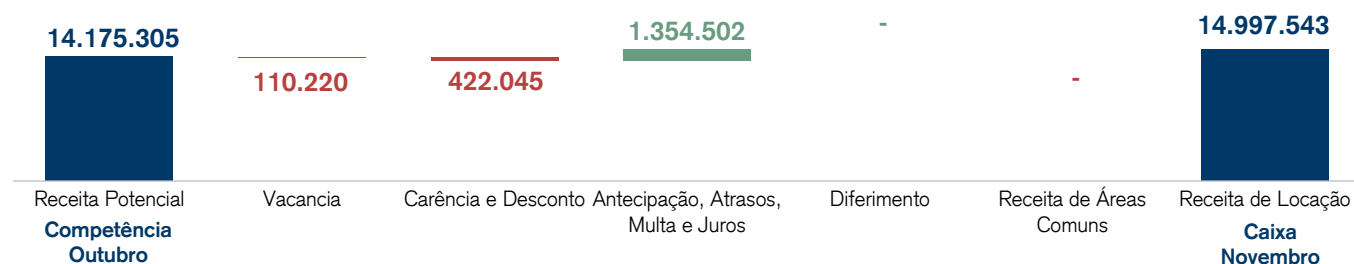 14.175.305
110.220
422.045
1.354.502
-
-
14.997.543
Receita Potencial
Competência
Outubro
Vacancia
Carência e Desconto
Antecipação, Atrasos,
Multa e Juros
Diferimento
Receita de Áreas
Comuns
Receita de Locação
Caixa
Novembro